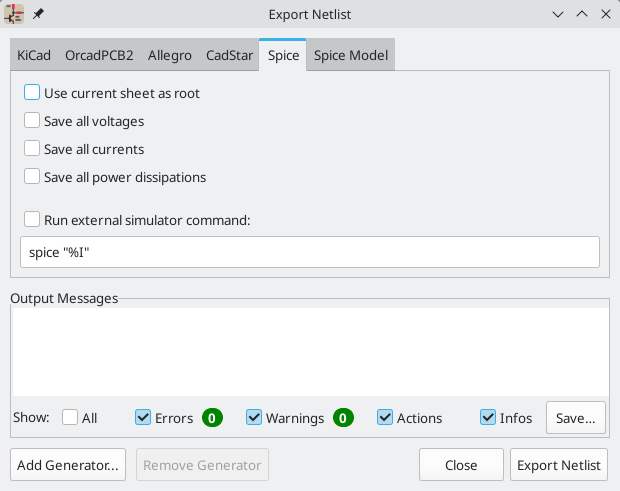 Export Netlist
KiCad OrcadPCB2 Allegro CadStar Spice Spice Model
Use current sheet as root
Save all voltages
Save all currents
Save all power dissipations
Run external simulator command:
spice "%I"
Output Messages
Show: All Errors 0 Warnings 0 Actions Infos Save...
Add Generator... Remove Generator Close Export Netlist